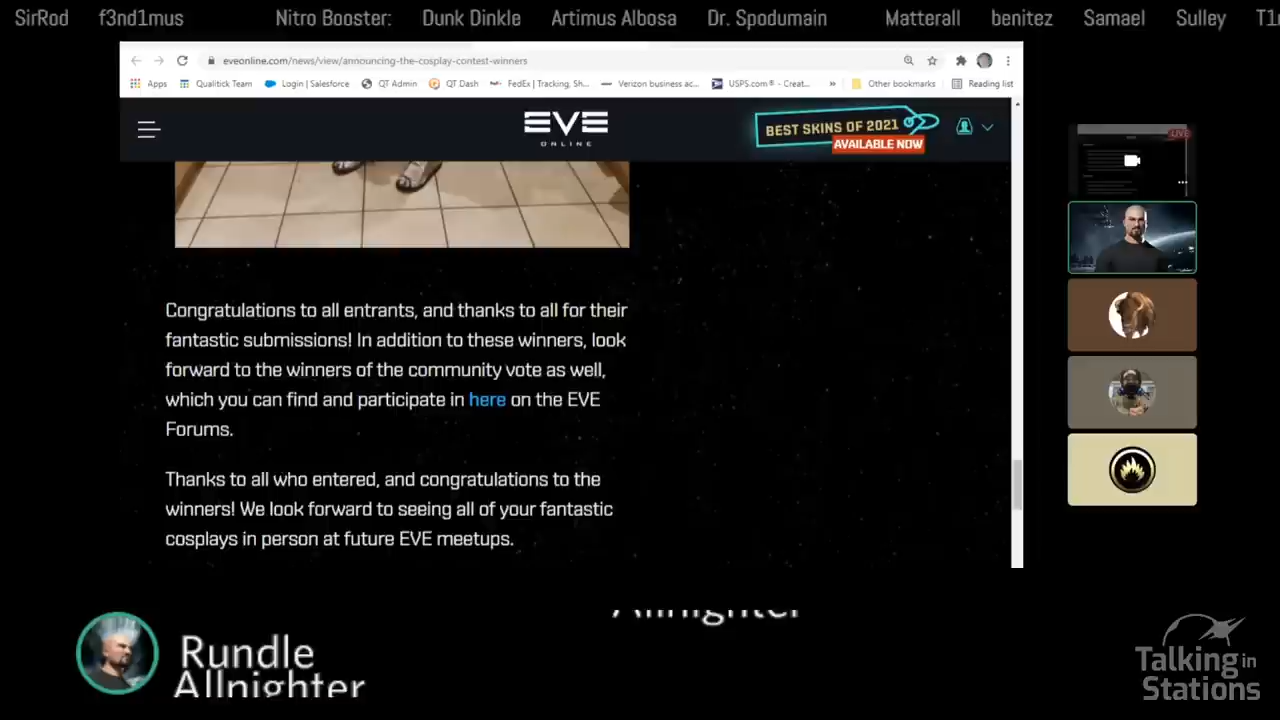 SirRod f3nd1mus Nitro Booster: Dunk Dinkle Artimus Albosa Dr. Spodumain Matterall benitez Samael Sulley
eveonline.com/news/view/announcing-the-cosplay-contest-winners
Apps Qualitick Team Login | Salesforce QT Admin QT Dash FedEx | Tracking, Sh... Verizon business ac... USPS.com® - Creat... » Other bookmarks Reading list
EVE
ONLINE
BEST SKINS OF 2021
AVAILABLE NOW
LIVE
Congratulations to all entrants, and thanks to all for their
fantastic submissions! In addition to these winners, look
forward to the winners of the community vote as well,
which you can find and participate in here on the EVE
Forums.
Thanks to all who entered, and congratulations to the
winners! We look forward to seeing all of your fantastic
cosplays in person at future EVE meetups.
Allnighter
Rundle
Allnighter
Talking in
Stations